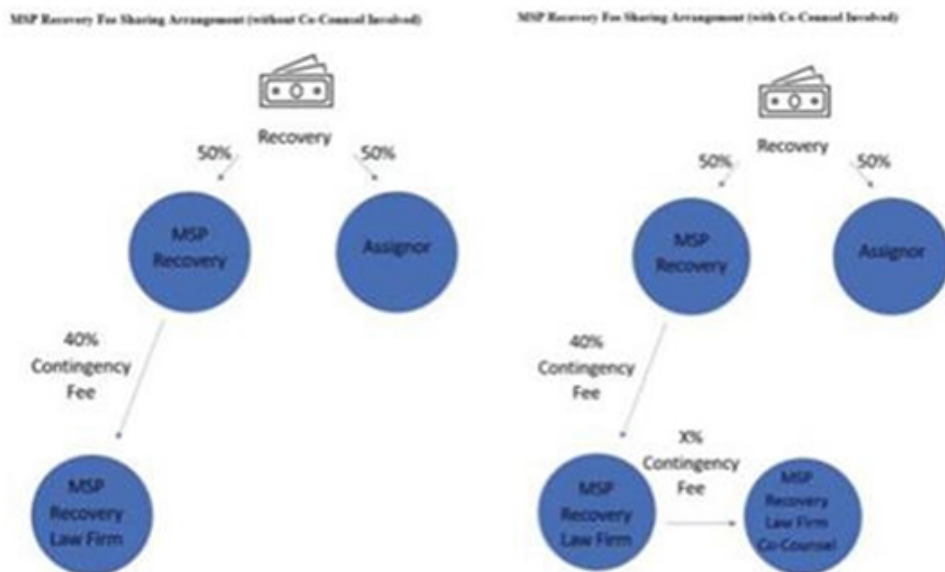 MSP Recovery Fee Sharing Arrangement (without Co-Counsel Involved)
Recovery
50%
50%
MSP
Recovery
Assignor
40%
Contingency
Fee
MSP
Recovery
Law Firm
MSP Recovery Fee Sharing Arrangement (with Co-Counsel Involved)
Recovery
50%
50%
MSP
Recovery
Assignor
40%
Contingency
Fee
X%
Contingency
Fee
MSP
Recovery
Law Firm
MSP
Recovery
Law Firm
Co-Counsel